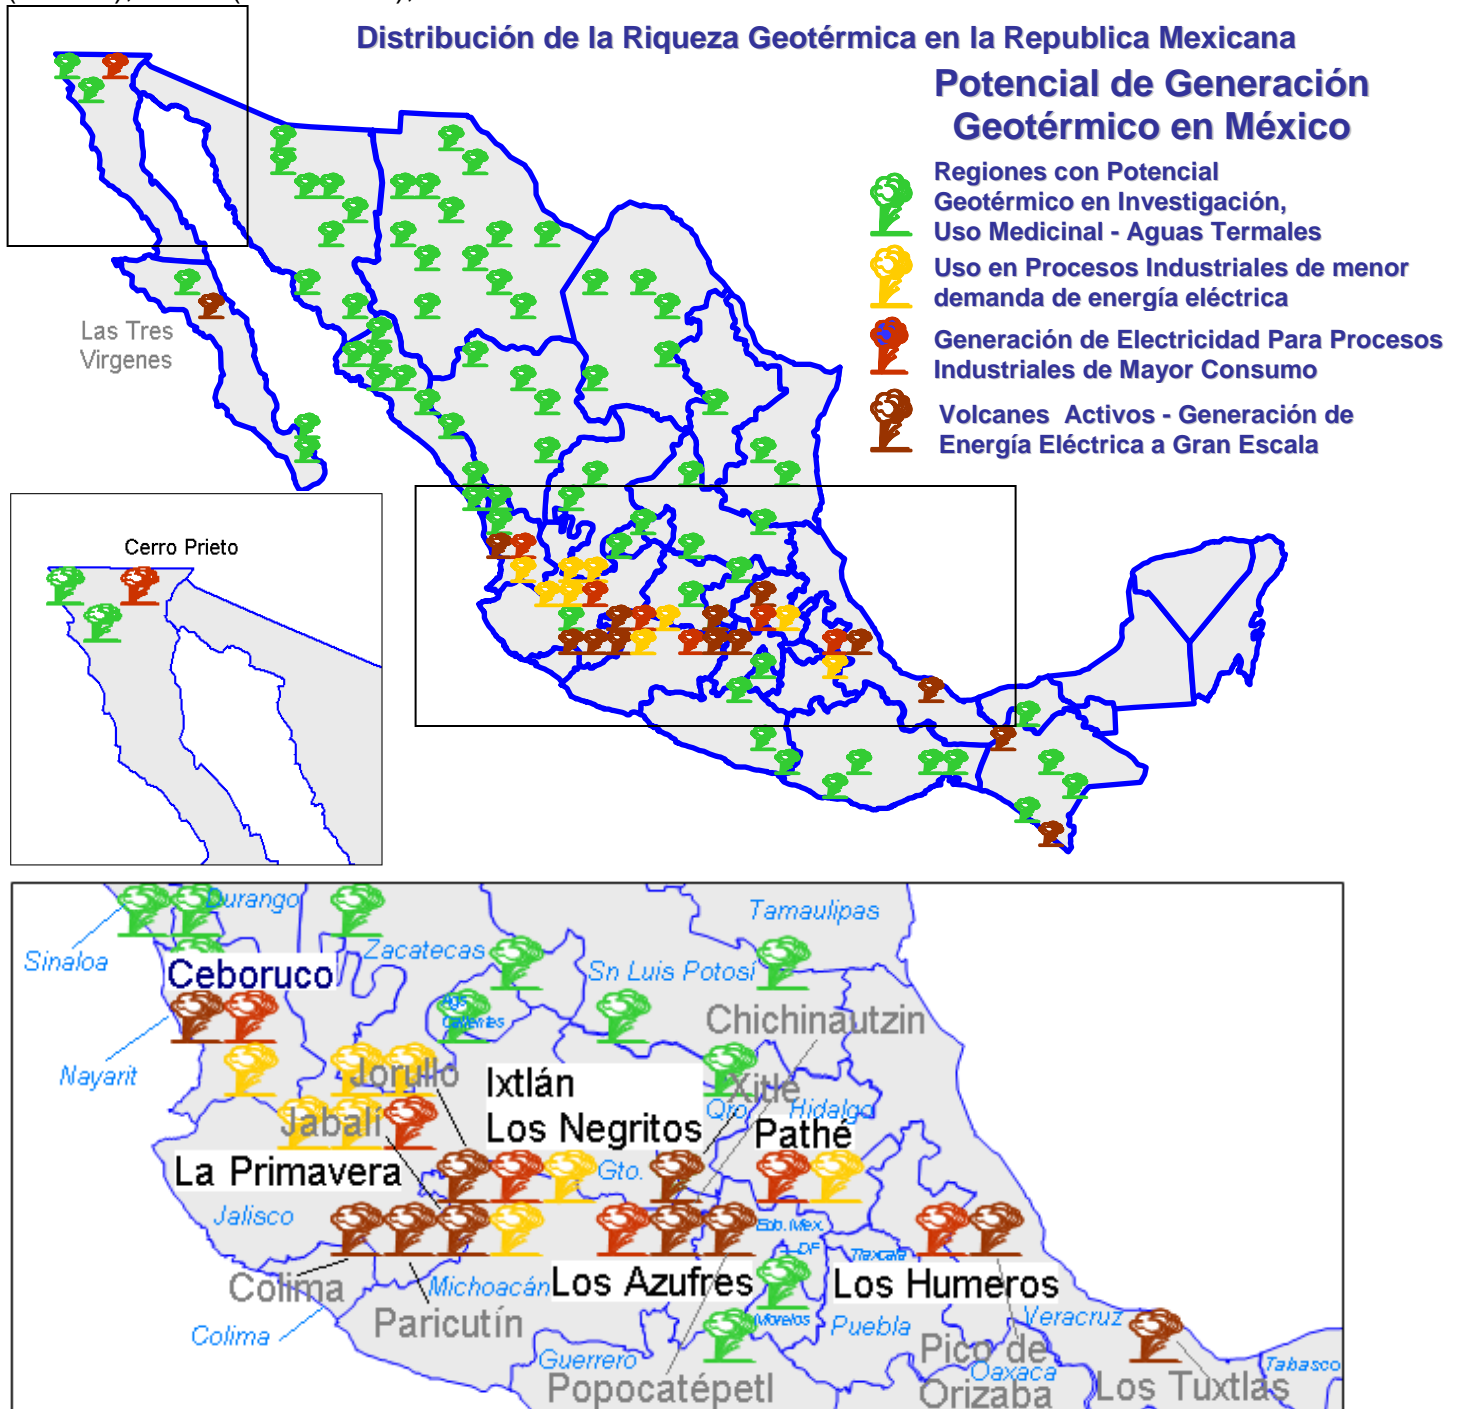 Distribución de la Riqueza Geotérmica en la Republica Mexicana
Potencial de Generación
Geotérmico en México
Regiones con Potencial
Geotérmico en Investigación,
Uso Medicinal - Aguas Termales
Uso en Procesos Industriales de menor
demanda de energía eléctrica
Generación de Electricidad Para Procesos
Industriales de Mayor Consumo
Volcanes Activos - Generación de
Energía Eléctrica a Gran Escala
Las Tres
Virgenes
Cerro Prieto
Durango
Tamaulipas
Sinaloa
Zacatecas
Sn Luis Potosí
Ceboruco
Ags
Calientes
Chichinautzin
Nayarit
Jorullo
Ixtlán
Xitle
Los Negritos
Qro.
Hidalgo
Jabalí
Pathé
La Primavera
Gto.
Jalisco
Edo. Mex.
DF
Tlaxcala
Colima
Michoacán
Los Azufres
Los Humeros
Paricutín
Colima
Morelos
Puebla
Veracruz
Guerrero
Pico de
Orizaba
Oaxaca
Tabasco
Popocatépetl
Los Tuxtlas